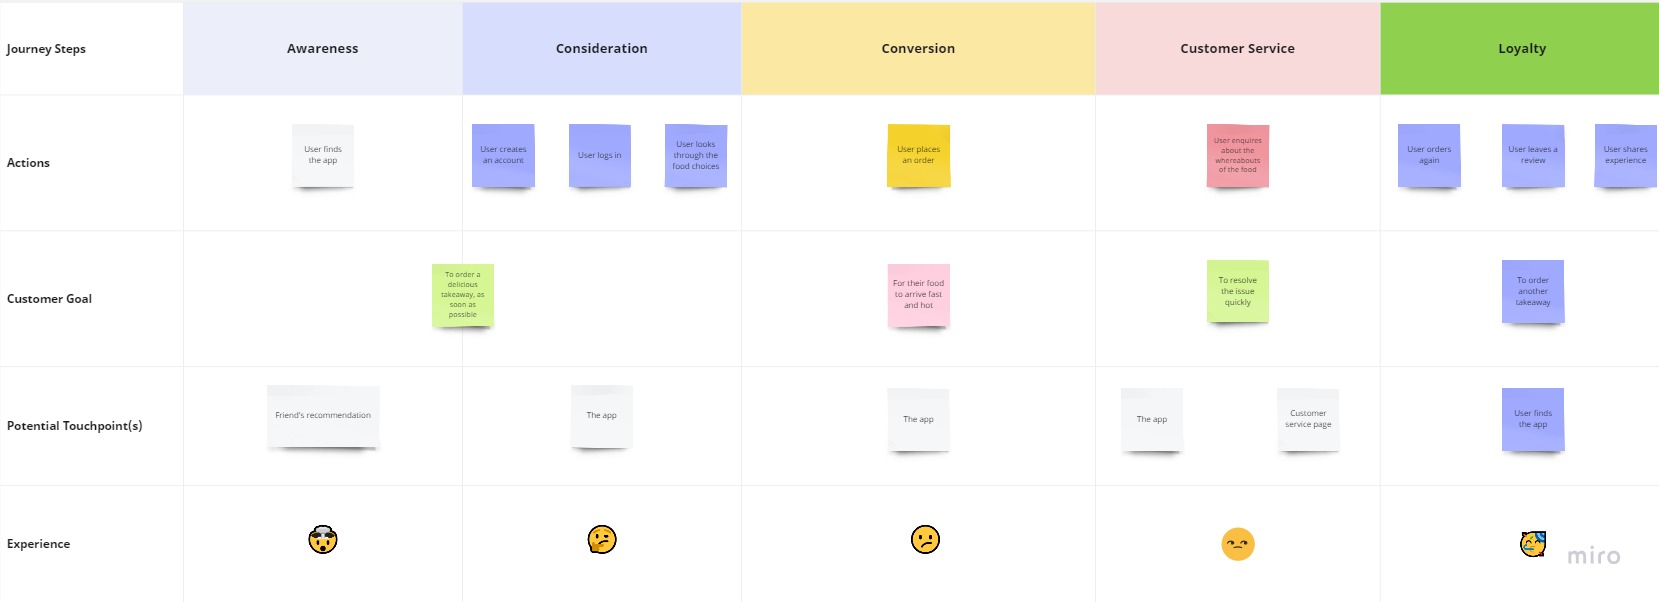 Journey Steps
Awareness
Consideration
Conversion
Customer Service
Loyalty
Actions
User finds
the app
User creates
an account
User logs in
User looks
through the
food choices
User places
an order
User enquires
about the
whereabouts
of the food
User orders
again
User leaves a
review
User shares
experience
Customer Goal
To order a
delicious
takeaway, as
soon as
possible
For their food
to arrive fast
and hot
To resolve
the issue
quickly
To order
another
takeaway
Potential Touchpoint(s)
Friend's recommendation
The app
The app
The app
Customer
service page
User finds
the app
Experience
miro